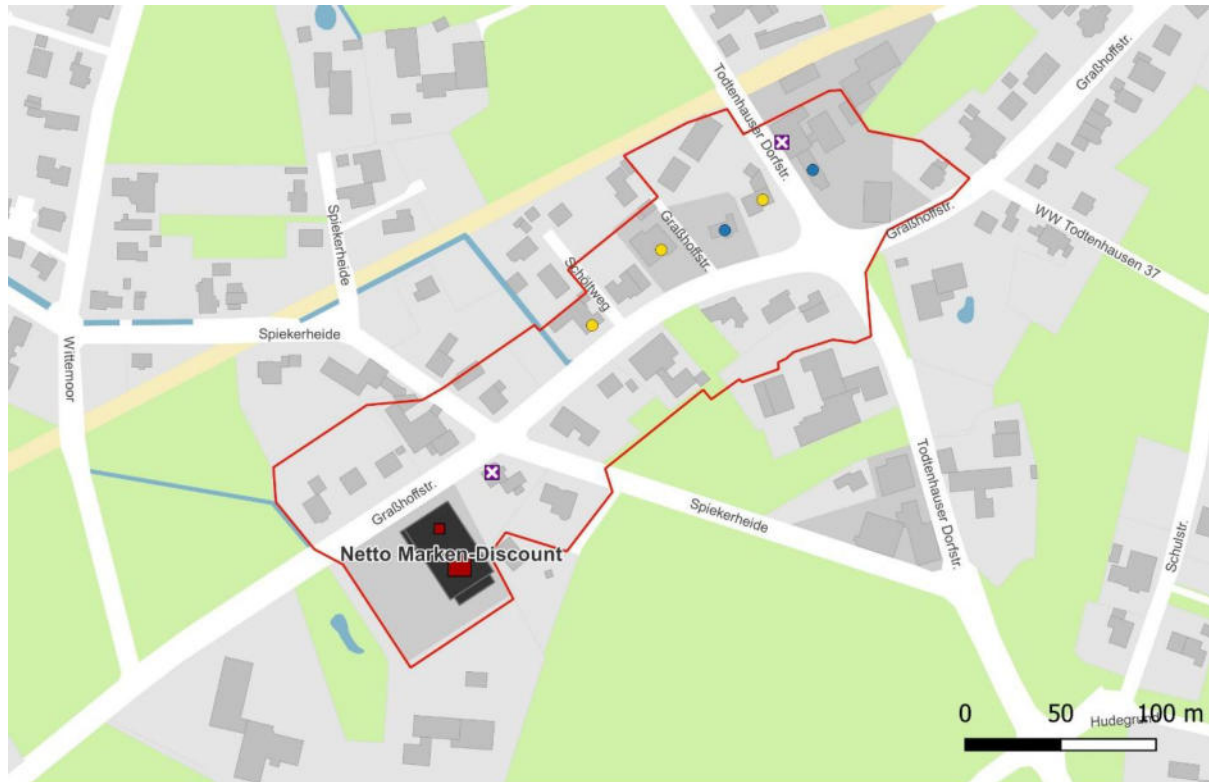 Graßhoffstr.
Todtenhauser Dorfstr.
Graßhoffstr.
WW Todtenhausen 37
Graßhoffstr.
Schöltweg
Spiekerheide
Spiekerheide
Wittemoor
Graßhoffstr.
Netto Marken-Discount
Spiekerheide
Todtenhauser Dorfstr.
Schulstr.
Hudegrund
0 50 100 m